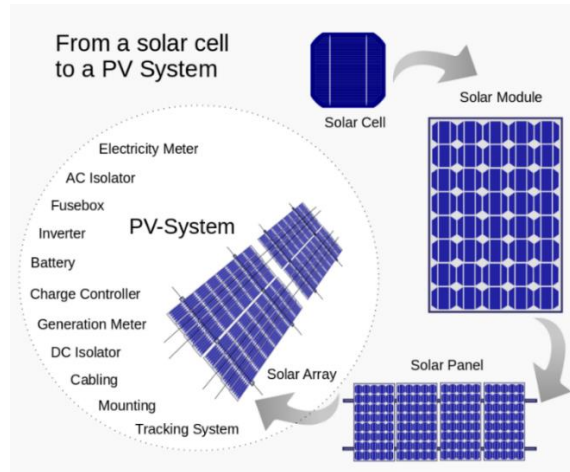 From a solar cell
to a PV System
Solar Cell
Solar Module
Solar Panel
Solar Array
PV-System
Electricity Meter
AC Isolator
Fusebox
Inverter
Battery
Charge Controller
Generation Meter
DC Isolator
Cabling
Mounting
Tracking System